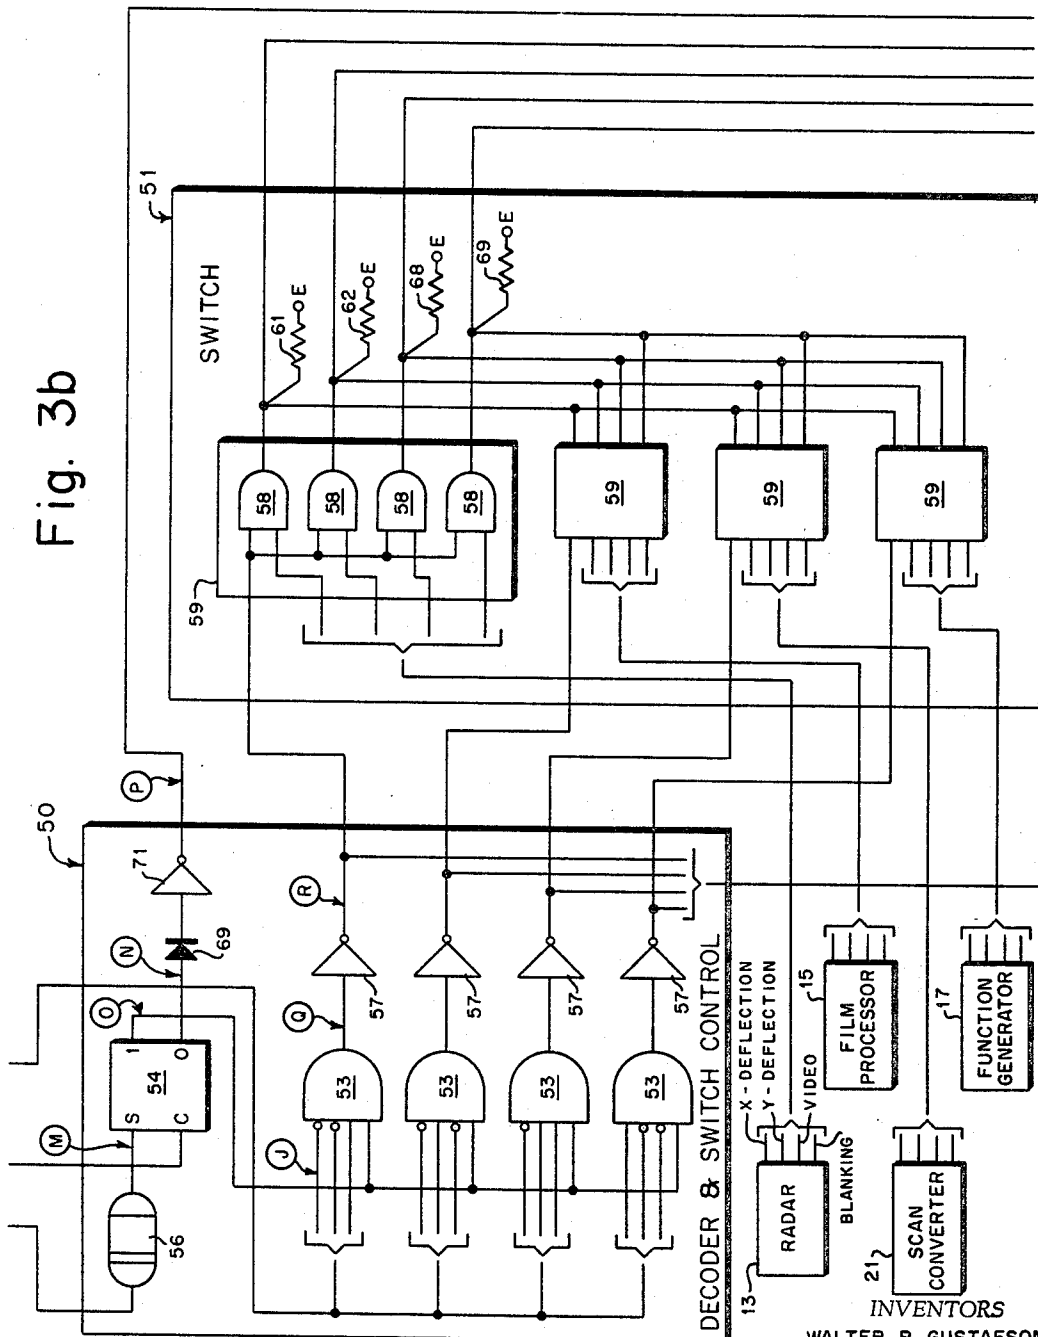 Fig. 3b
51
SWITCH
61
E
62
E
68
E
69
E
59
58
58
58
58
59
59
59
50
P
71
N
69
O
54
S
C
1
0
M
56
R
57
57
57
57
Q
53
53
53
53
J
DECODER & SWITCH CONTROL
X-DEFLECTION
Y-DEFLECTION
VIDEO
BLANKING
13
RADAR
15
FILM
PROCESSOR
21
SCAN
CONVERTER
17
FUNCTION
GENERATOR
INVENTORS
WALTER R. GUSTAFSON